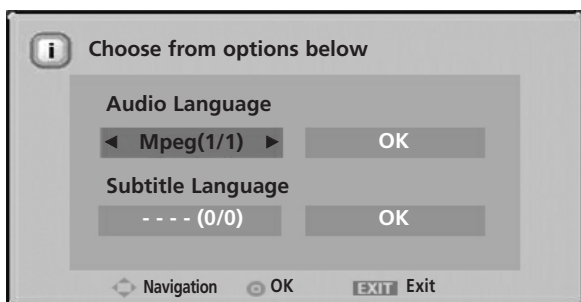 i Choose from options below
Audio Language
◄ Mpeg(1/1) ► OK
Subtitle Language
- - - - (0/0) OK
Navigation OK EXIT Exit